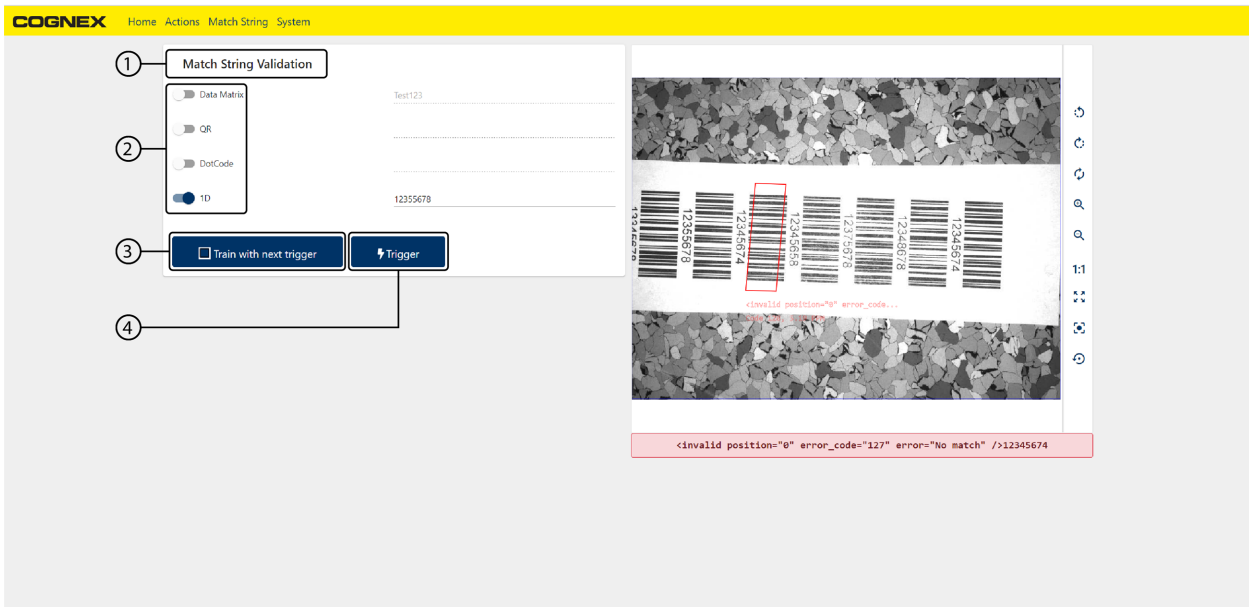 COGNEX Home Actions Match String System
1 Match String Validation
2
Data Matrix Test123
QR
DotCode
1D 12355678
3 Train with next trigger Trigger
4
12345678
12355678
12345674
12345658
12375678
12348678
12345674
<invalid position="0" error_code...
1:1
<invalid position="0" error_code="127" error="No match" />12345674